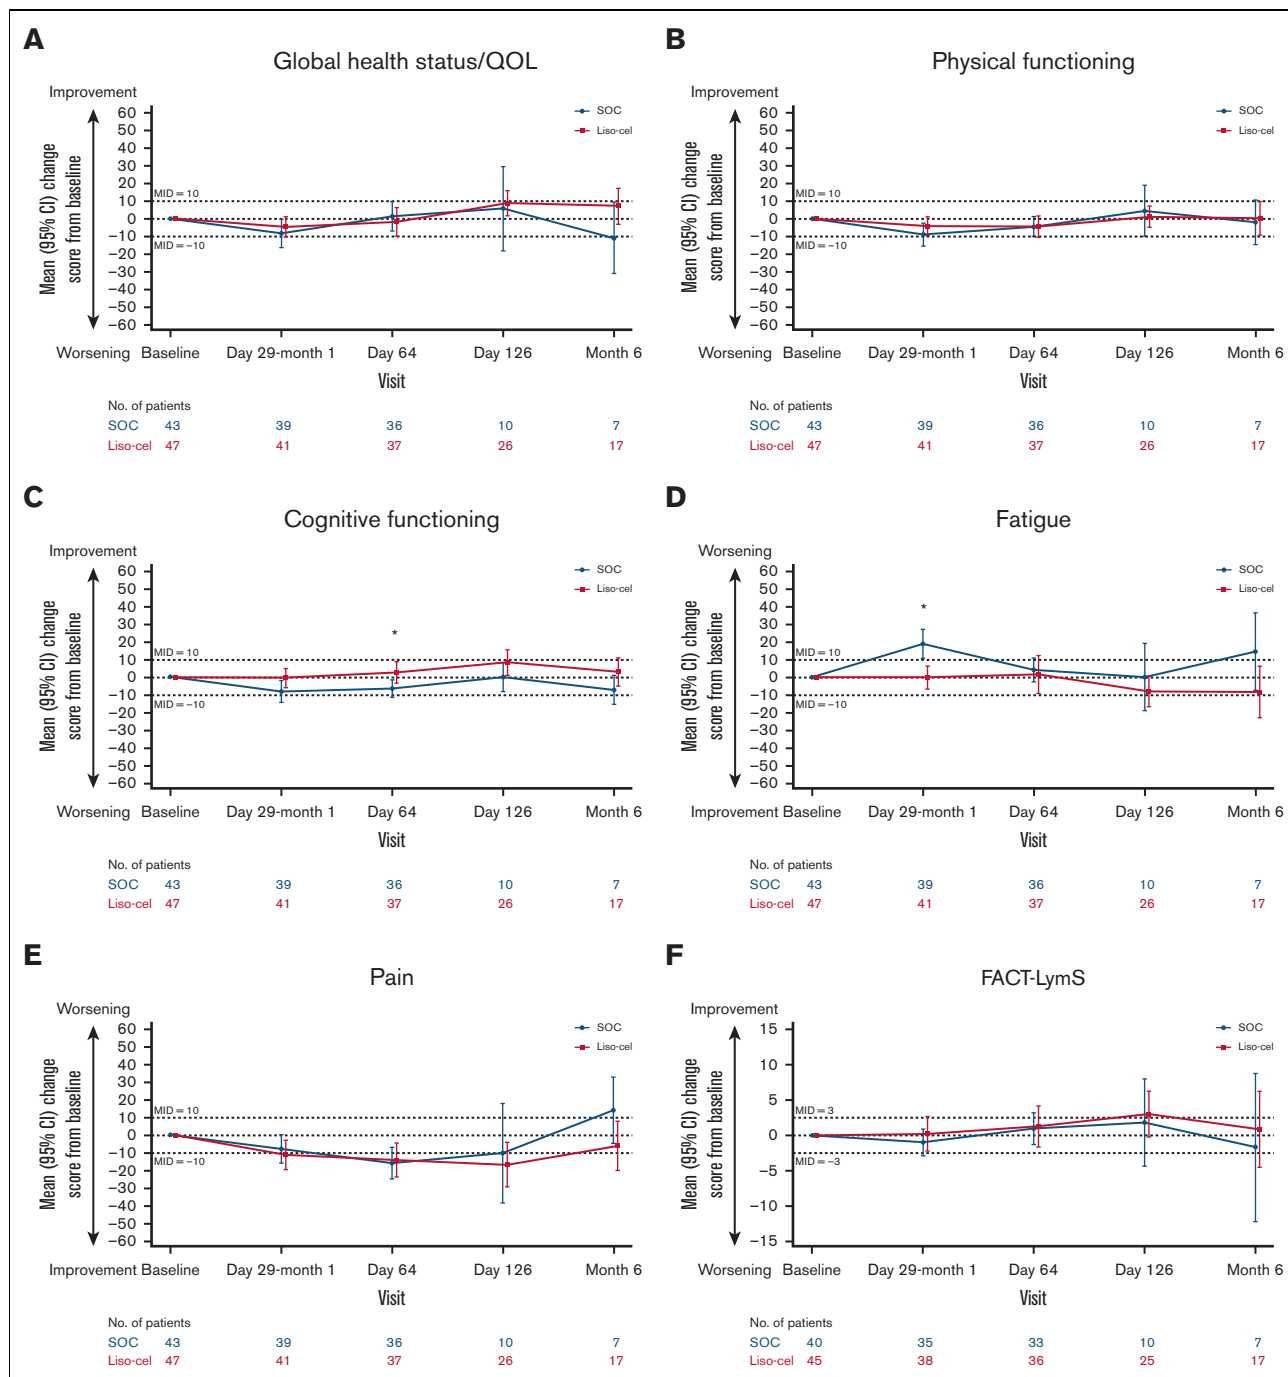 A
Global health status/QOL
Improvement
SOC
Liso-cel
Mean (95% CI) change
score from baseline
60
50
40
30
20
10
0
−10
−20
−30
−40
−50
−60
MID = 10
MID = −10
Worsening Baseline Day 29-month 1 Day 64 Day 126 Month 6
Visit
No. of patients
SOC 43 39 36 10 7
Liso-cel 47 41 37 26 17
B
Physical functioning
Improvement
SOC
Liso-cel
Mean (95% CI) change
score from baseline
60
50
40
30
20
10
0
−10
−20
−30
−40
−50
−60
MID = 10
MID = −10
Worsening Baseline Day 29-month 1 Day 64 Day 126 Month 6
Visit
No. of patients
SOC 43 39 36 10 7
Liso-cel 47 41 37 26 17
C
Cognitive functioning
Improvement
SOC
Liso-cel
Mean (95% CI) change
score from baseline
60
50
40
30
20
10
0
−10
−20
−30
−40
−50
−60
MID = 10
MID = −10
*
Worsening Baseline Day 29-month 1 Day 64 Day 126 Month 6
Visit
No. of patients
SOC 43 39 36 10 7
Liso-cel 47 41 37 26 17
D
Fatigue
Worsening
SOC
Liso-cel
Mean (95% CI) change
score from baseline
60
50
40
30
20
10
0
−10
−20
−30
−40
−50
−60
MID = 10
MID = −10
*
Improvement Baseline Day 29-month 1 Day 64 Day 126 Month 6
Visit
No. of patients
SOC 43 39 36 10 7
Liso-cel 47 41 37 26 17
E
Pain
Worsening
SOC
Liso-cel
Mean (95% CI) change
score from baseline
60
50
40
30
20
10
0
−10
−20
−30
−40
−50
−60
MID = 10
MID = −10
Improvement Baseline Day 29-month 1 Day 64 Day 126 Month 6
Visit
No. of patients
SOC 43 39 36 10 7
Liso-cel 47 41 37 26 17
F
FACT-LymS
Improvement
SOC
Liso-cel
Mean (95% CI) change
score from baseline
15
10
5
0
−5
−10
−15
MID = 3
MID = −3
Worsening Baseline Day 29-month 1 Day 64 Day 126 Month 6
Visit
No. of patients
SOC 40 35 33 10 7
Liso-cel 45 38 36 25 17